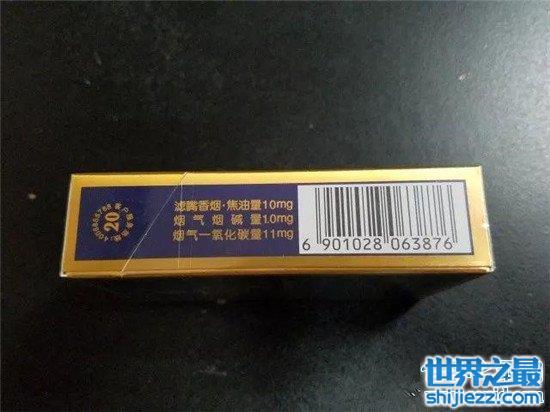 20
滤嘴香烟·焦油量10mg
烟气烟碱量1.0mg
烟气一氧化碳量11mg
6 901028 063876
世界之最
shijiezz.com